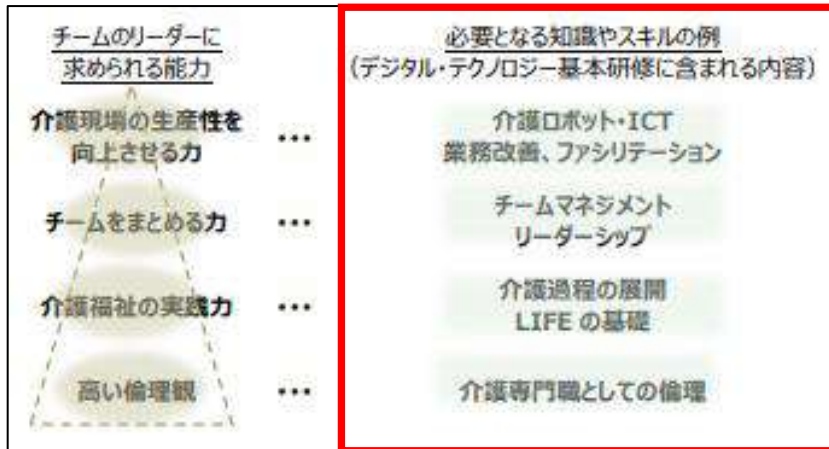 チームのリーダーに
求められる能力
必要となる知識やスキルの例
（デジタル・テクノロジー基本研修に含まれる内容）
介護現場の生産性を
向上させる力
…
介護ロボット・ICT
業務改善、ファシリテーション
チームをまとめる力
…
チームマネジメント
リーダーシップ
介護福祉の実践力
…
介護過程の展開
LIFE の基礎
高い倫理観
…
介護専門職としての倫理